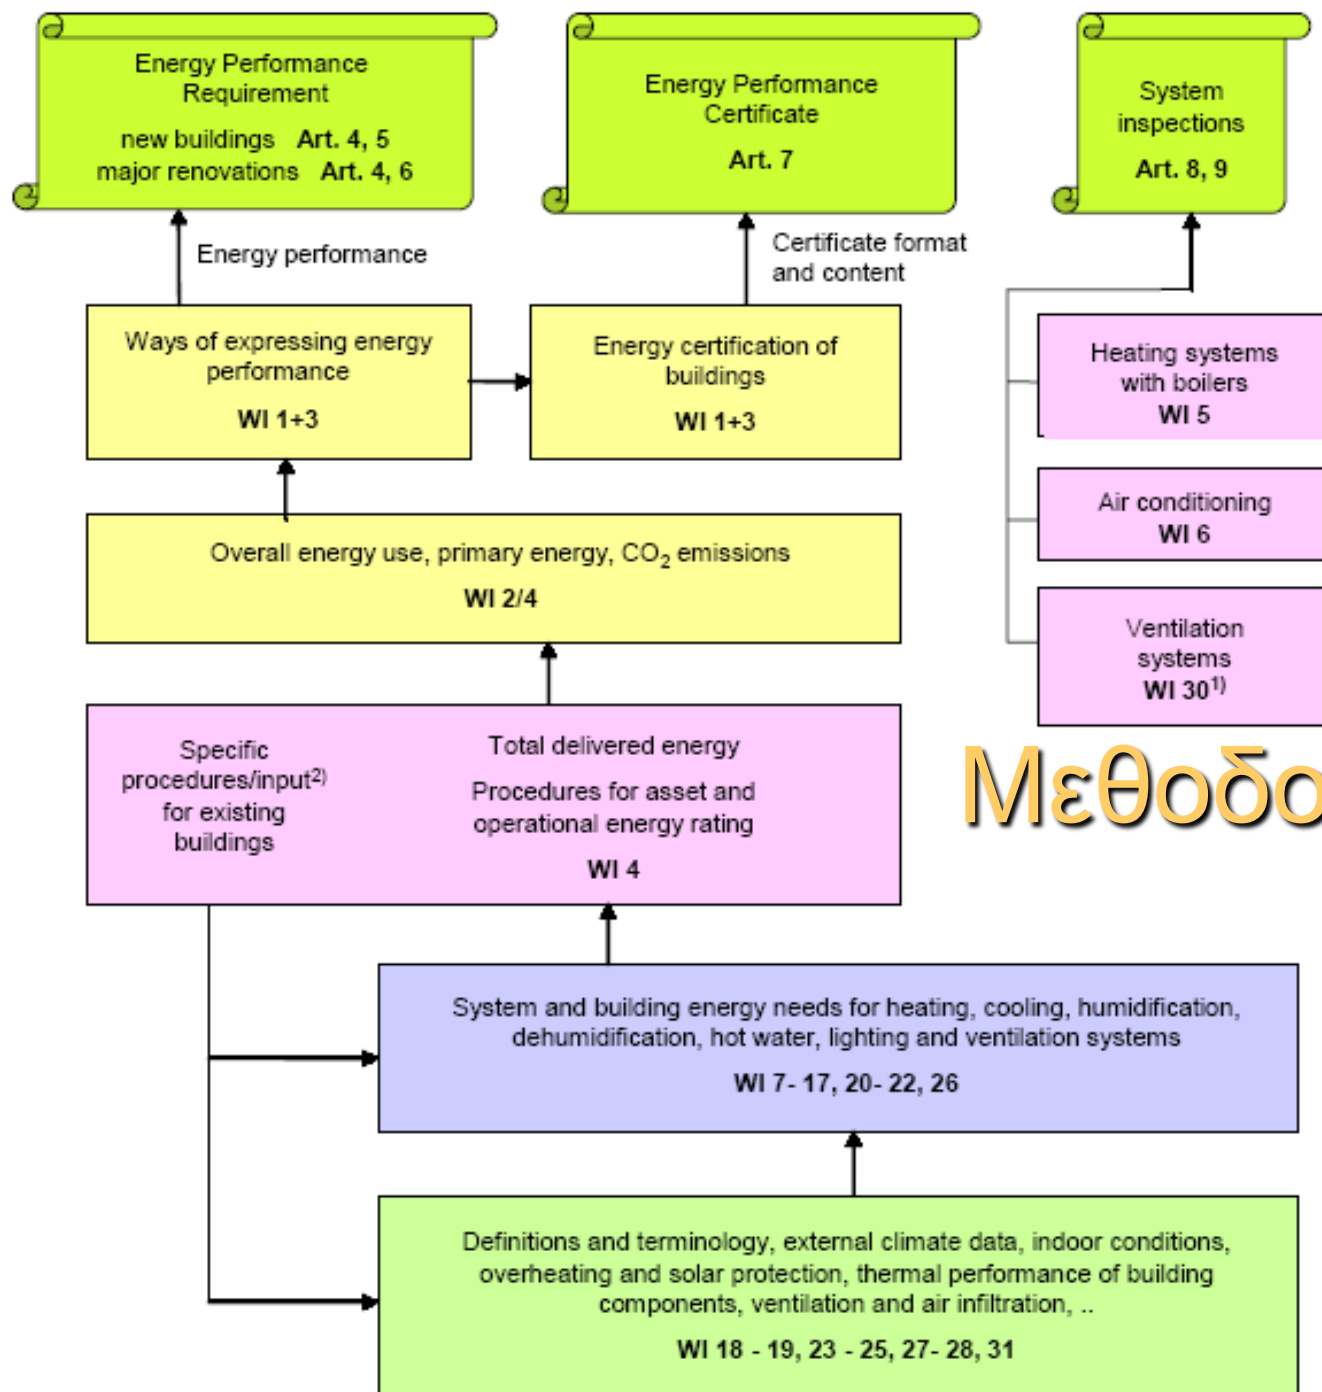 Energy Performance
Requirement
new buildings Art. 4, 5
major renovations Art. 4, 6
Energy Performance
Certificate
Art. 7
System
inspections
Art. 8, 9
Energy performance
Certificate format
and content
Ways of expressing energy
performance
WI 1+3
Energy certification of
buildings
WI 1+3
Heating systems
with boilers
WI 5
Air conditioning
WI 6
Ventilation
systems
WI 30¹⁾
Overall energy use, primary energy, CO₂ emissions
WI 2/4
Specific
procedures/input²⁾
for existing
buildings
Total delivered energy
Procedures for asset and
operational energy rating
WI 4
Μεθοδο
System and building energy needs for heating, cooling, humidification,
dehumidification, hot water, lighting and ventilation systems
WI 7- 17, 20- 22, 26
Definitions and terminology, external climate data, indoor conditions,
overheating and solar protection, thermal performance of building
components, ventilation and air infiltration, ..
WI 18 - 19, 23 - 25, 27- 28, 31